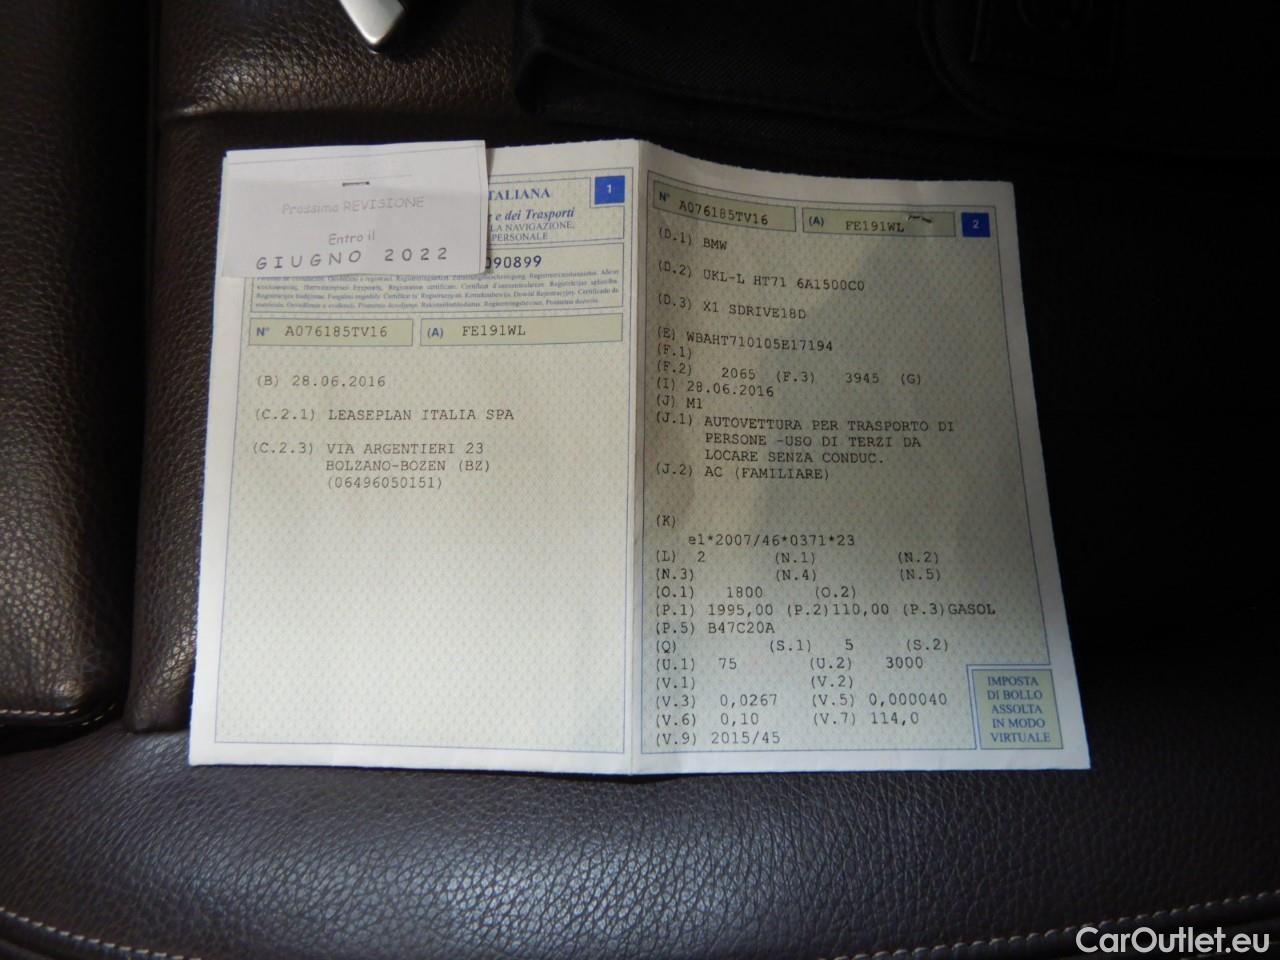 Prossima REVISIONE
Entro il
GIUGNO 2022
TALIANA
1
e dei Trasporti
LA NAVIGAZIONE,
PERSONALE
090899
N° A076185TV16 (A) FE191WL
(B) 28.06.2016
(C.2.1) LEASEPLAN ITALIA SPA
(C.2.3) VIA ARGENTIERI 23
BOLZANO-BOZEN (BZ)
(06496050151)
N° A076185TV16 (A) FE191WL 2
(D.1) BMW
(D.2) UKL-L HT71 6A1500C0
(D.3) X1 SDRIVE18D
(E) WBAHT710105E17194
(F.1)
(F.2) 2065 (F.3) 3945 (G)
(I) 28.06.2016
(J) M1
(J.1) AUTOVETTURA PER TRASPORTO DI
PERSONE -USO DI TERZI DA
LOCARE SENZA CONDUC.
(J.2) AC (FAMILIARE)
(K)
e1*2007/46*0371*23
(L) 2 (N.1) (N.2)
(N.3) (N.4) (N.5)
(O.1) 1800 (O.2)
(P.1) 1995,00 (P.2)110,00 (P.3)GASOL
(P.5) B47C20A
(Q) (S.1) 5 (S.2)
(U.1) 75 (U.2) 3000
(V.1) (V.2)
(V.3) 0,0267 (V.5) 0,000040
(V.6) 0,10 (V.7) 114,0
(V.9) 2015/45
IMPOSTA
DI BOLLO
ASSOLTA
IN MODO
VIRTUALE
CarOutlet.eu